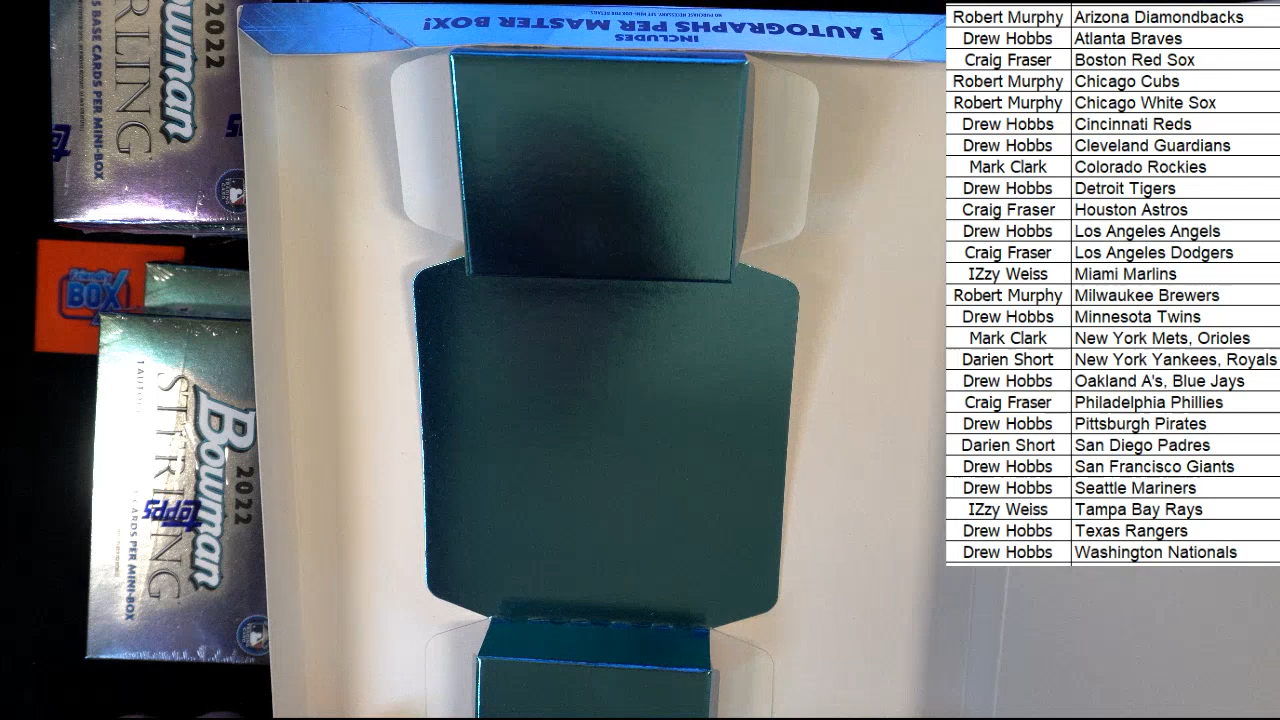 2022
Bowman
RLING
BASE CARDS PER MINI-BOX
topps
INCLUDES
5 AUTOGRAPHS PER MASTER BOX!
Friendly
BOX
2022
Bowman
STERLING
topps
CARDS PER MINI-BOX
Robert Murphy Arizona Diamondbacks
Drew Hobbs Atlanta Braves
Craig Fraser Boston Red Sox
Robert Murphy Chicago Cubs
Robert Murphy Chicago White Sox
Drew Hobbs Cincinnati Reds
Drew Hobbs Cleveland Guardians
Mark Clark Colorado Rockies
Drew Hobbs Detroit Tigers
Craig Fraser Houston Astros
Drew Hobbs Los Angeles Angels
Craig Fraser Los Angeles Dodgers
IZzy Weiss Miami Marlins
Robert Murphy Milwaukee Brewers
Drew Hobbs Minnesota Twins
Mark Clark New York Mets, Orioles
Darien Short New York Yankees, Royals
Drew Hobbs Oakland A's, Blue Jays
Craig Fraser Philadelphia Phillies
Drew Hobbs Pittsburgh Pirates
Darien Short San Diego Padres
Drew Hobbs San Francisco Giants
Drew Hobbs Seattle Mariners
IZzy Weiss Tampa Bay Rays
Drew Hobbs Texas Rangers
Drew Hobbs Washington Nationals